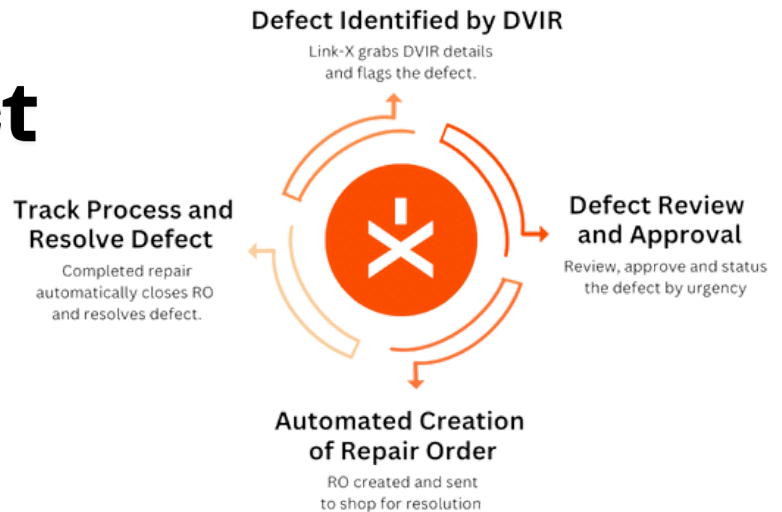 Defect Identified by DVIR
Link-X grabs DVIR details
and flags the defect.
Defect Review
and Approval
Review, approve and status
the defect by urgency
Automated Creation
of Repair Order
RO created and sent
to shop for resolution
Track Process and
Resolve Defect
Completed repair
automatically closes RO
and resolves defect.